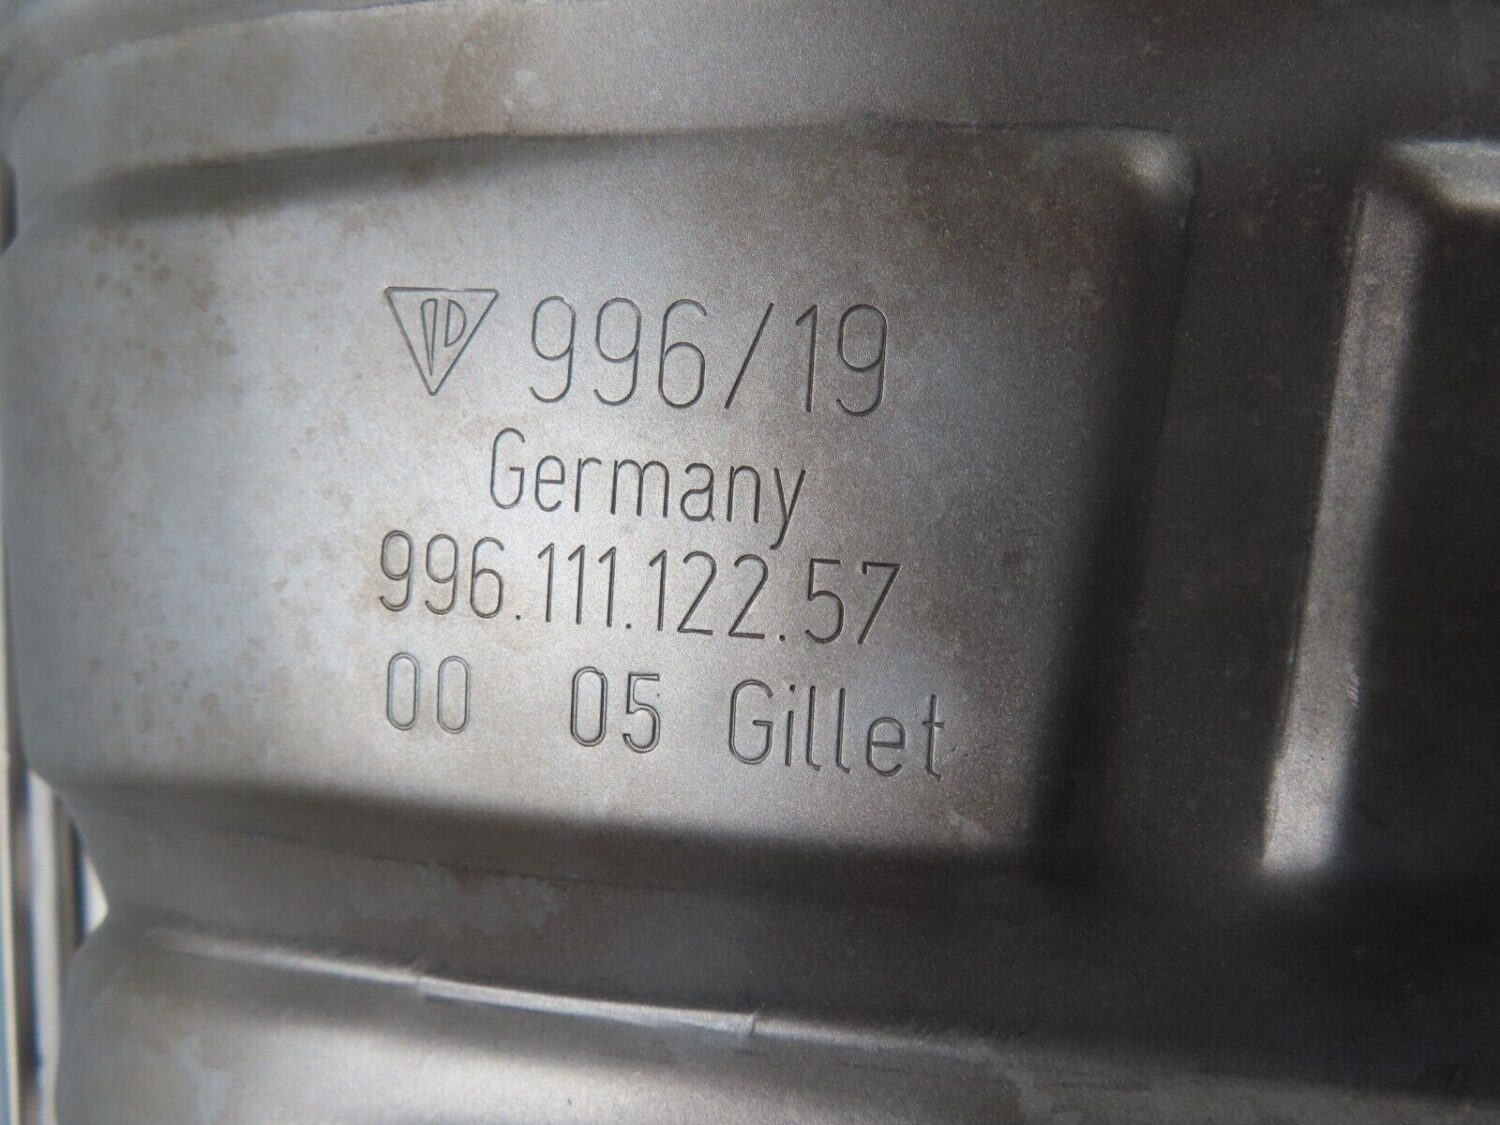 996/19
Germany
996.111.122.57
00 05 Gillet